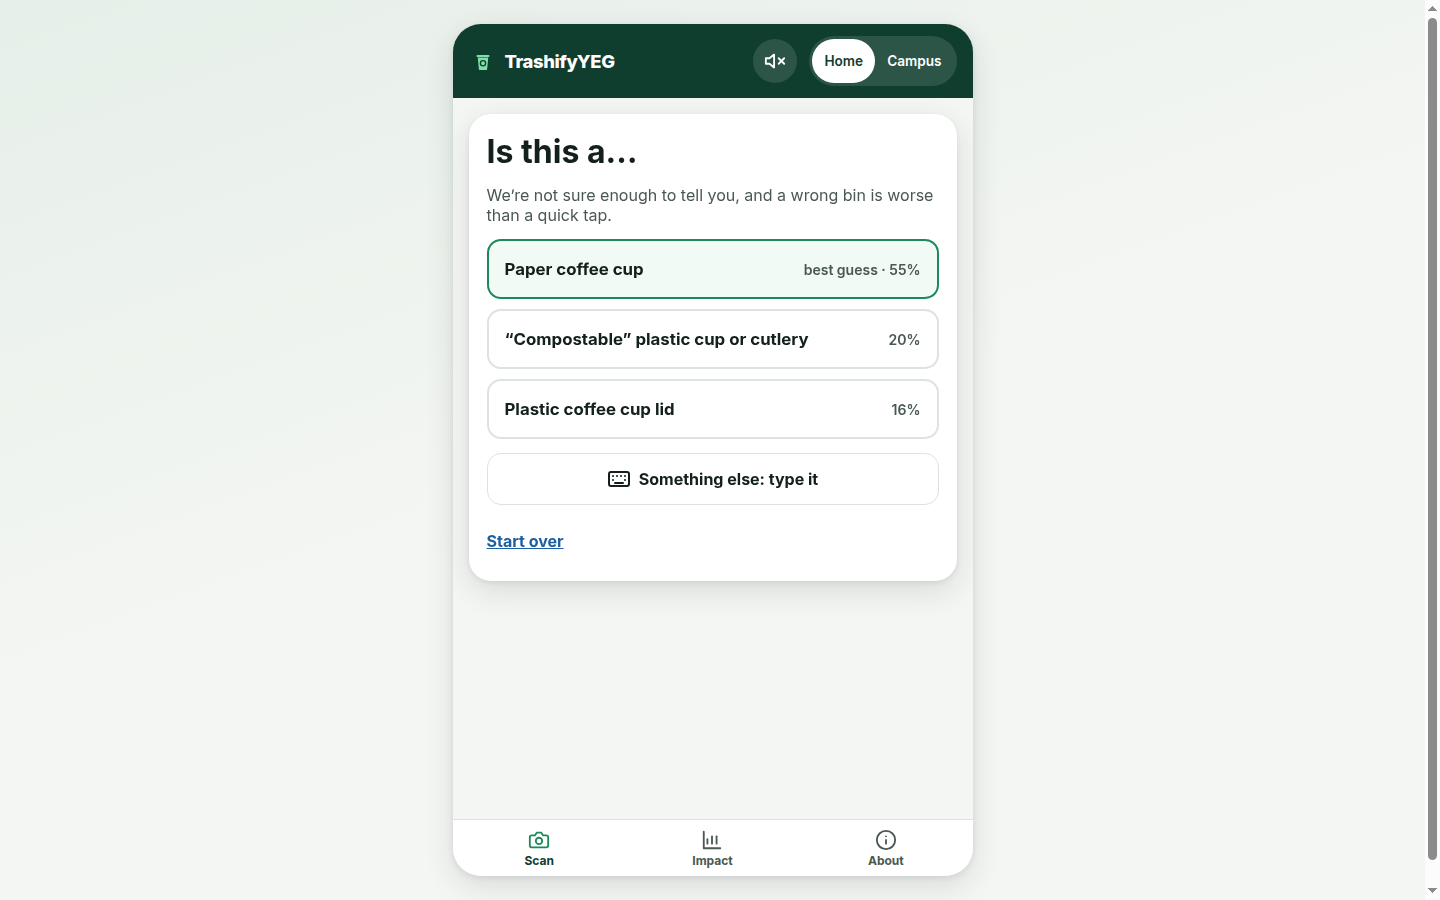 TrashifyYEG
Home
Campus
Is this a…
We’re not sure enough to tell you, and a wrong bin is worse
than a quick tap.
Paper coffee cup
best guess · 55%
“Compostable” plastic cup or cutlery
20%
Plastic coffee cup lid
16%
Something else: type it
Start over
Scan
Impact
About